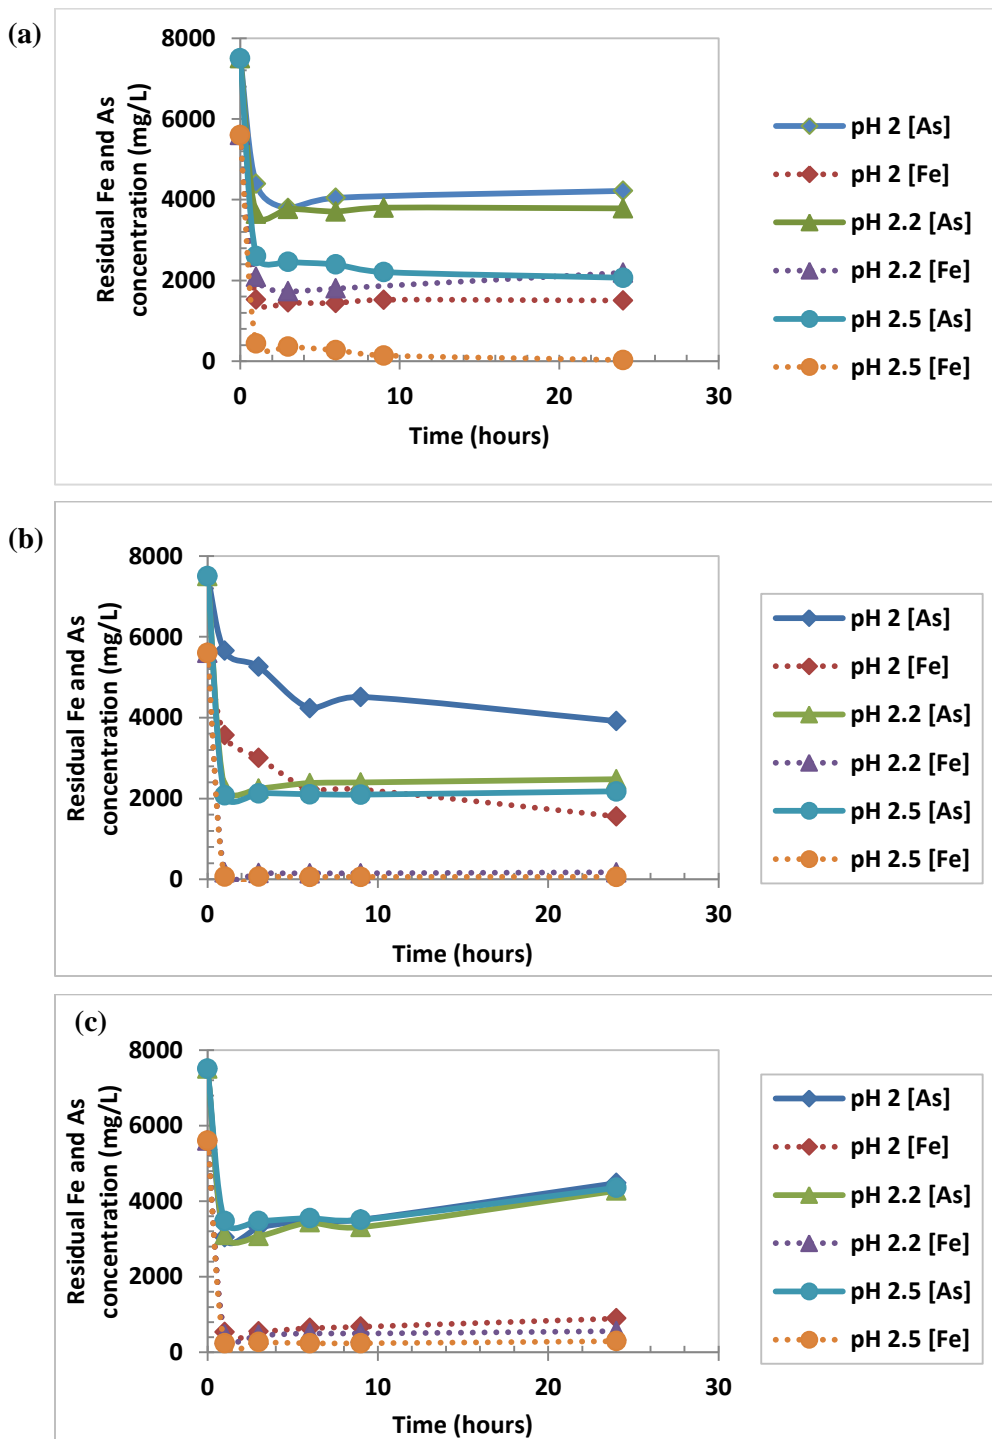 (a)
Residual Fe and As
concentration (mg/L)
8000
6000
4000
2000
0
0 10 20 30
Time (hours)
pH 2 [As]
pH 2 [Fe]
pH 2.2 [As]
pH 2.2 [Fe]
pH 2.5 [As]
pH 2.5 [Fe]
(b)
Residual Fe and As
concentration (mg/L)
8000
6000
4000
2000
0
0 10 20 30
Time (hours)
pH 2 [As]
pH 2 [Fe]
pH 2.2 [As]
pH 2.2 [Fe]
pH 2.5 [As]
pH 2.5 [Fe]
(c)
Residual Fe and As
concentration (mg/L)
8000
6000
4000
2000
0
0 10 20 30
Time (hours)
pH 2 [As]
pH 2 [Fe]
pH 2.2 [As]
pH 2.2 [Fe]
pH 2.5 [As]
pH 2.5 [Fe]